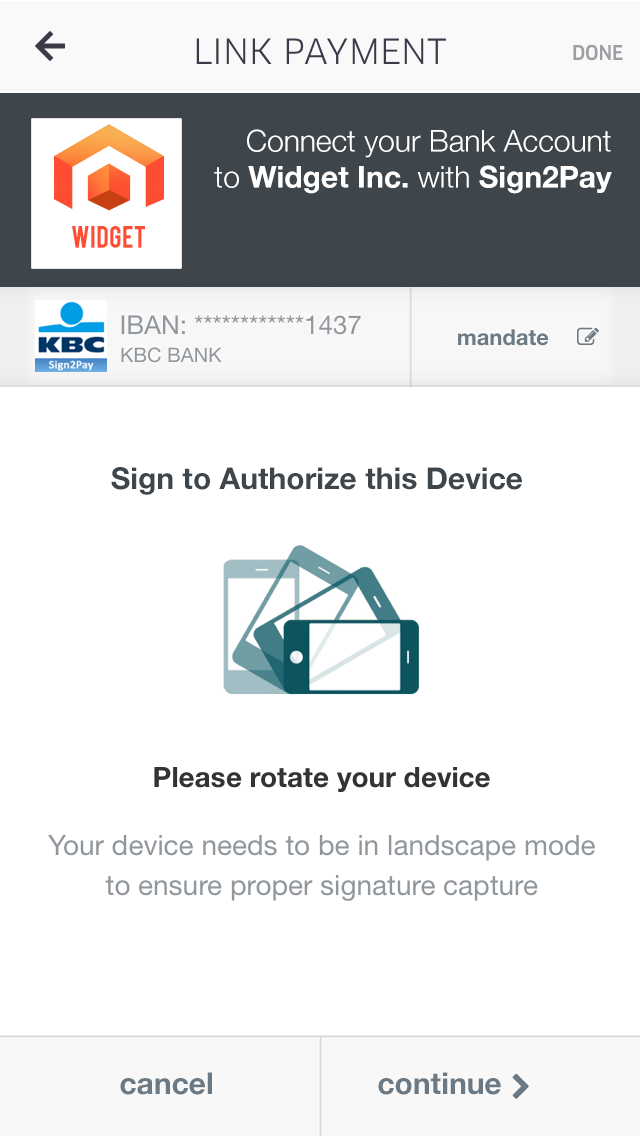 LINK PAYMENT
DONE
Connect your Bank Account
to Widget Inc. with Sign2Pay
WIDGET
IBAN: ************1437
KBC BANK
KBC
Sign2Pay
mandate
Sign to Authorize this Device
Please rotate your device
Your device needs to be in landscape mode
to ensure proper signature capture
cancel
continue